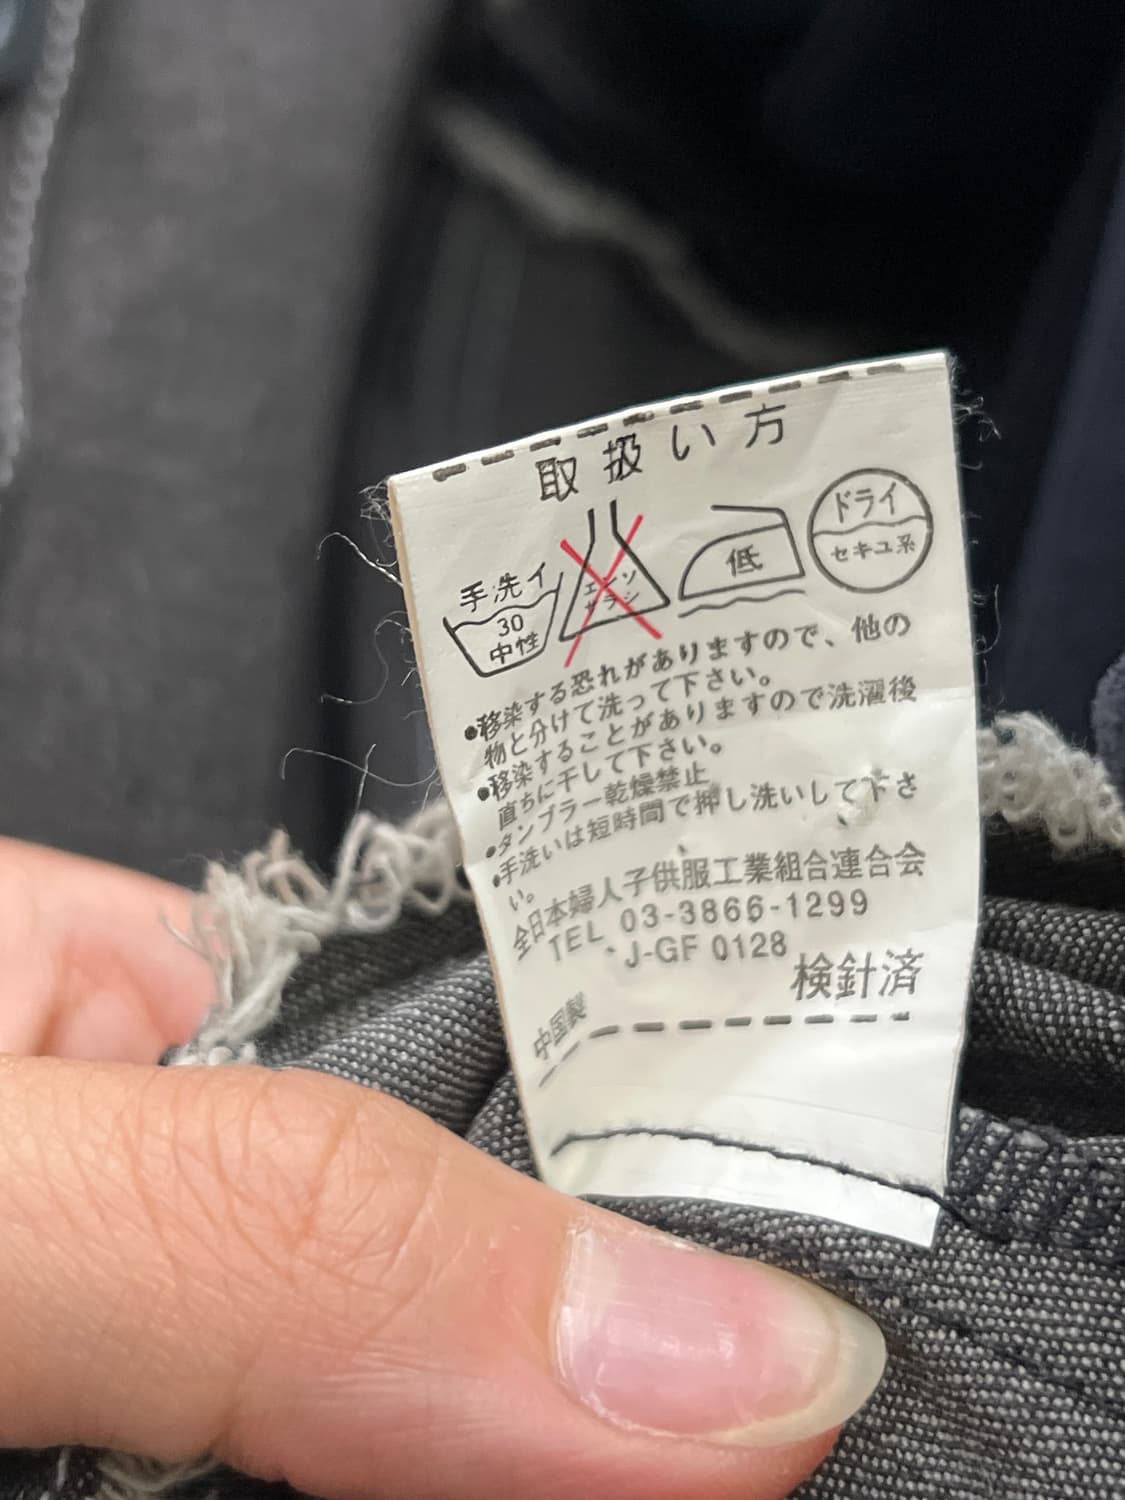 取扱い方
手洗イ
30
中性
エンソ
サラシ
低
ドライ
セキユ系
●移染する恐れがありますので、他の
物と分けて洗って下さい。
●移染することがありますので洗濯後
直ちに干して下さい。
●タンブラー乾燥禁止
●手洗いは短時間で押し洗いして下さ
い。
全日本婦人子供服工業組合連合会
TEL 03-3866-1299
J-GF 0128
検針済
中国製